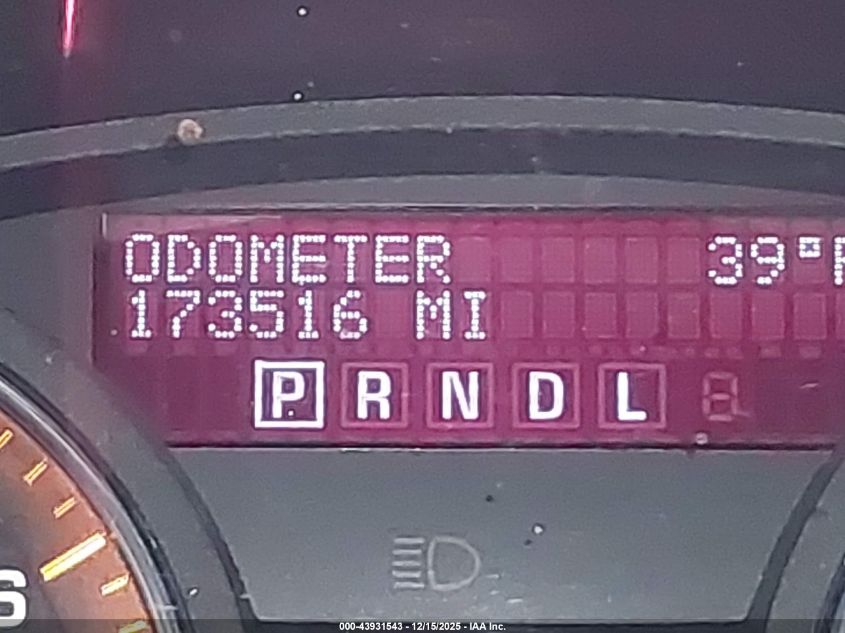 ODOMETER 39°F
173516 MI
P R N D L
S
000-43931543 - 12/15/2025 - IAA Inc.